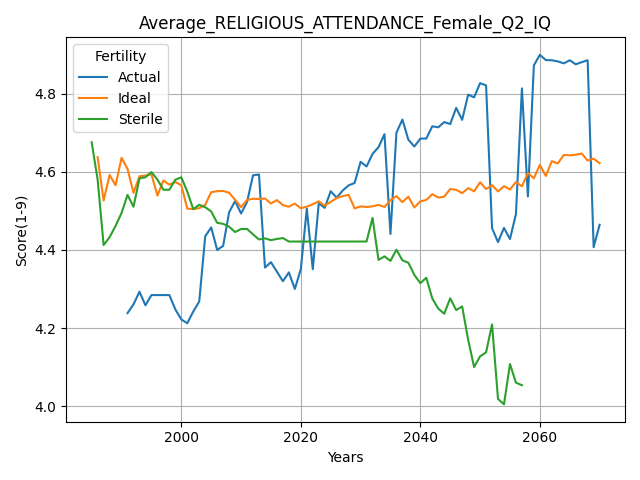 Average_RELIGIOUS_ATTENDANCE_Female_Q2_IQ
Fertility
Actual
Ideal
Sterile
Score(1-9)
4.8
4.6
4.4
4.2
4.0
2000
2020
2040
2060
Years